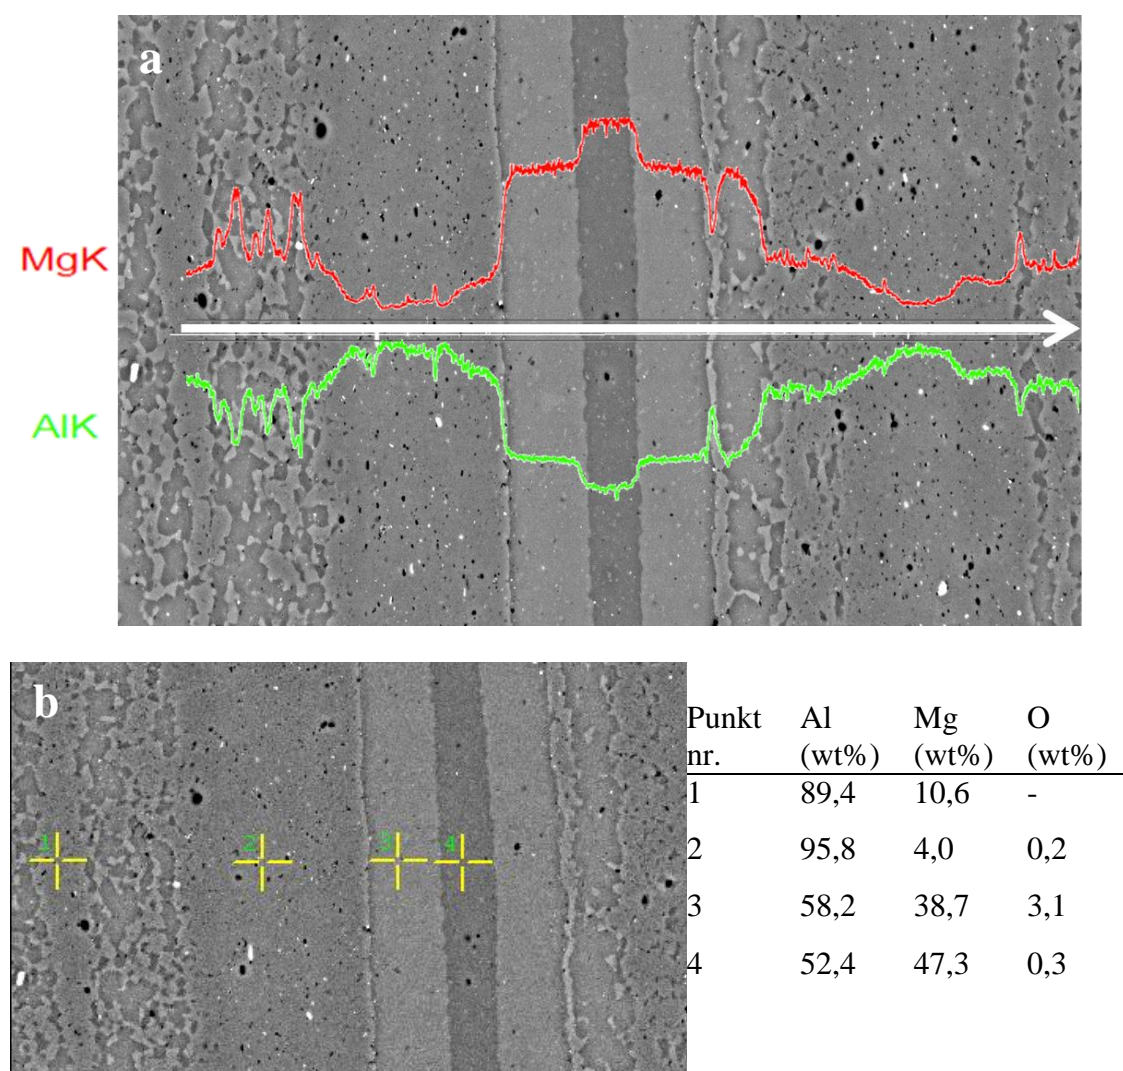 a
MgK
AlK
b
1 2 3 4
Punkt nr. Al (wt%) Mg (wt%) O (wt%)
1 89,4 10,6 -
2 95,8 4,0 0,2
3 58,2 38,7 3,1
4 52,4 47,3 0,3